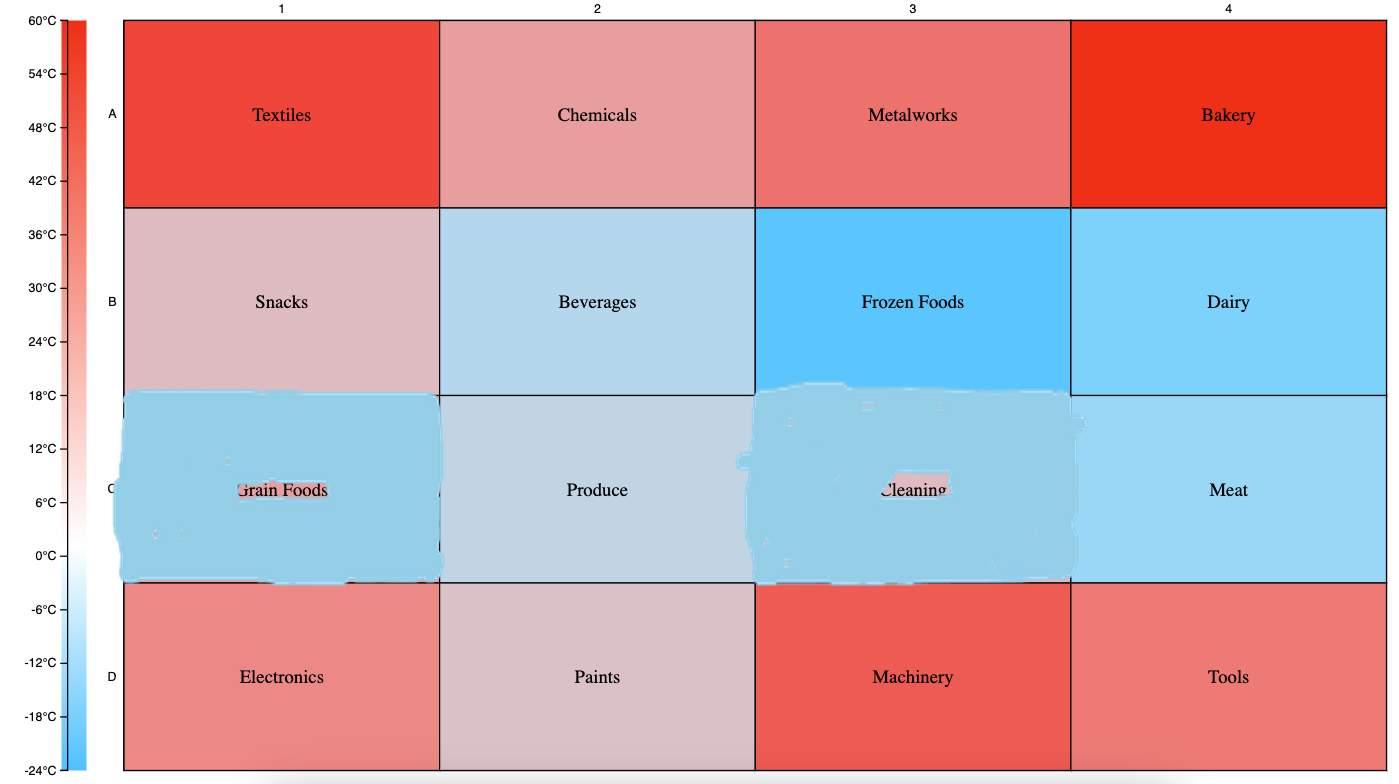 1 2 3 4
60°C
54°C
48°C
42°C
36°C
30°C
24°C
18°C
12°C
6°C
0°C
-6°C
-12°C
-18°C
-24°C
A Textiles Chemicals Metalworks Bakery
B Snacks Beverages Frozen Foods Dairy
C Grain Foods Produce Cleaning Meat
D Electronics Paints Machinery Tools